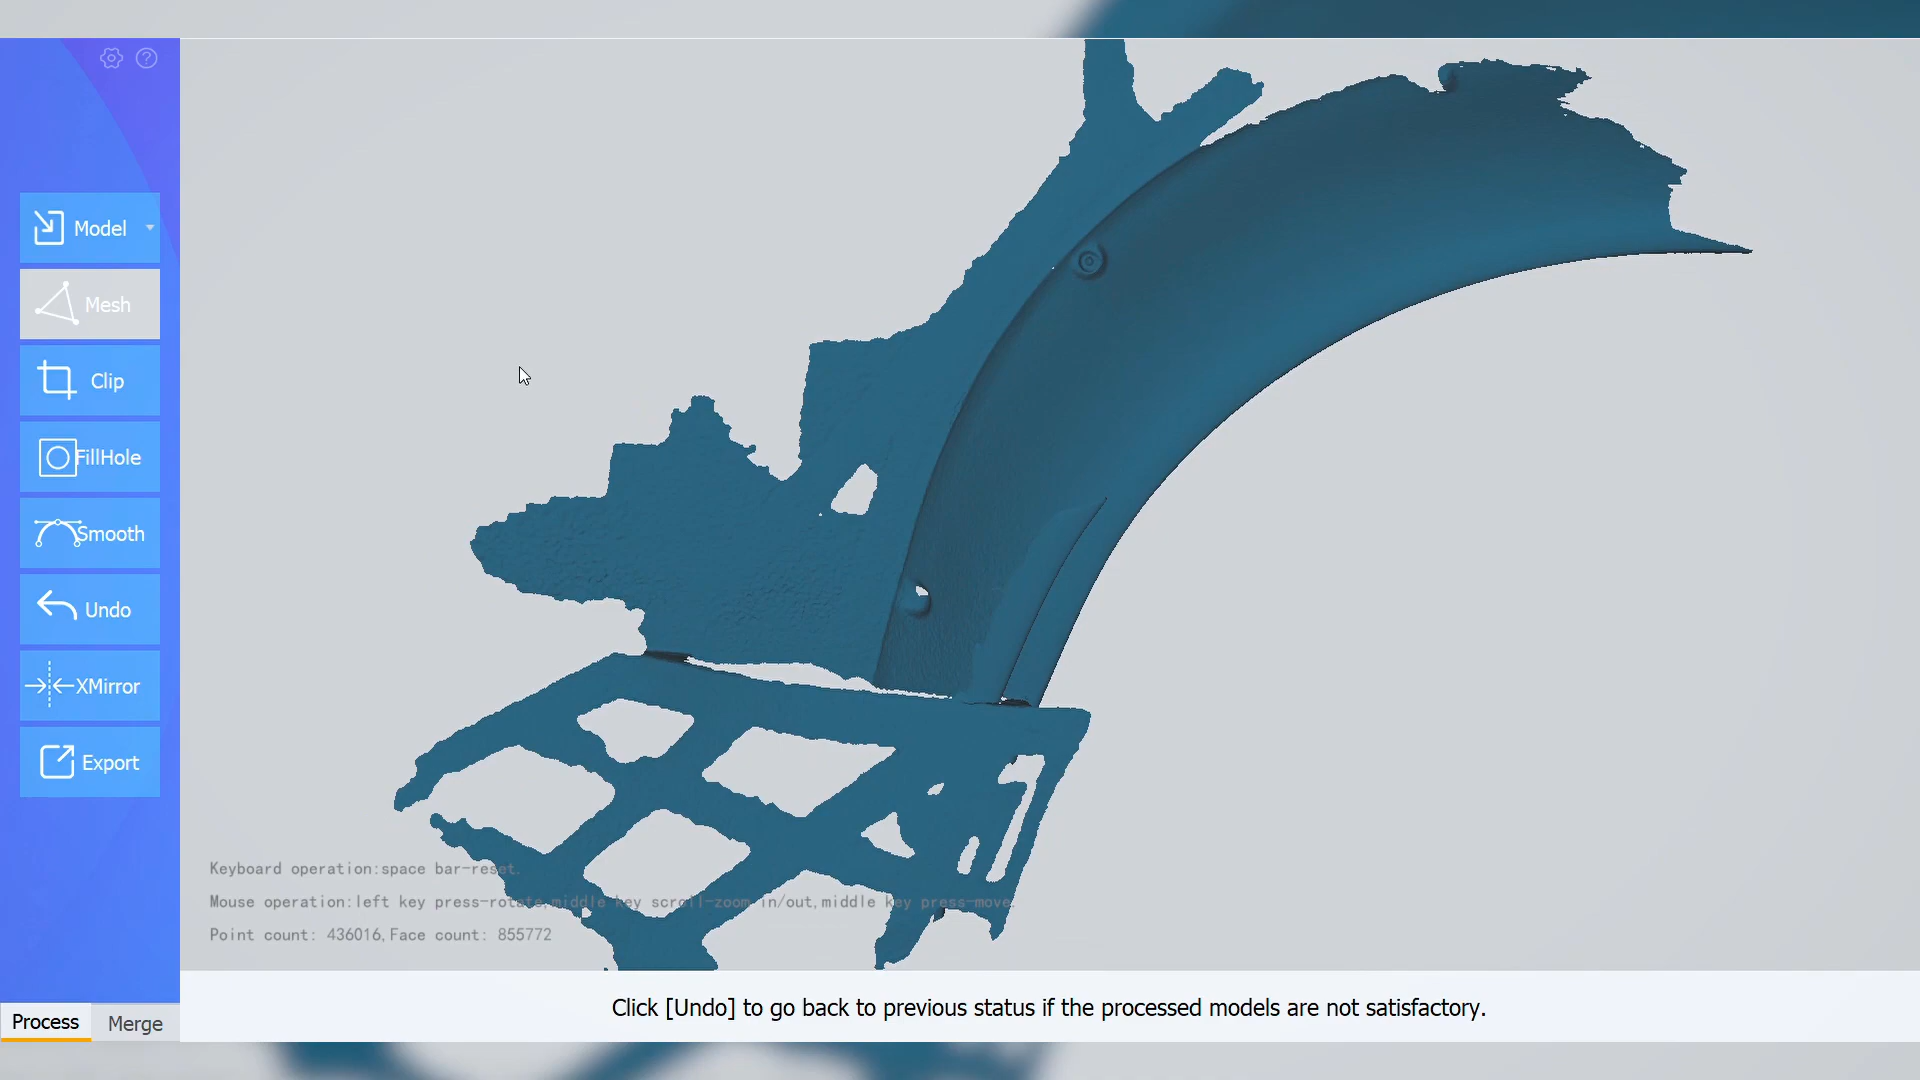 Model
Mesh
Clip
FillHole
Smooth
Undo
XMirror
Export
Keyboard operation:space bar-reset.
Mouse operation:left key press-rotate,middle key scroll-zoom in/out,middle key press-move.
Point count: 436016,Face count: 855772
Process Merge
Click [Undo] to go back to previous status if the processed models are not satisfactory.